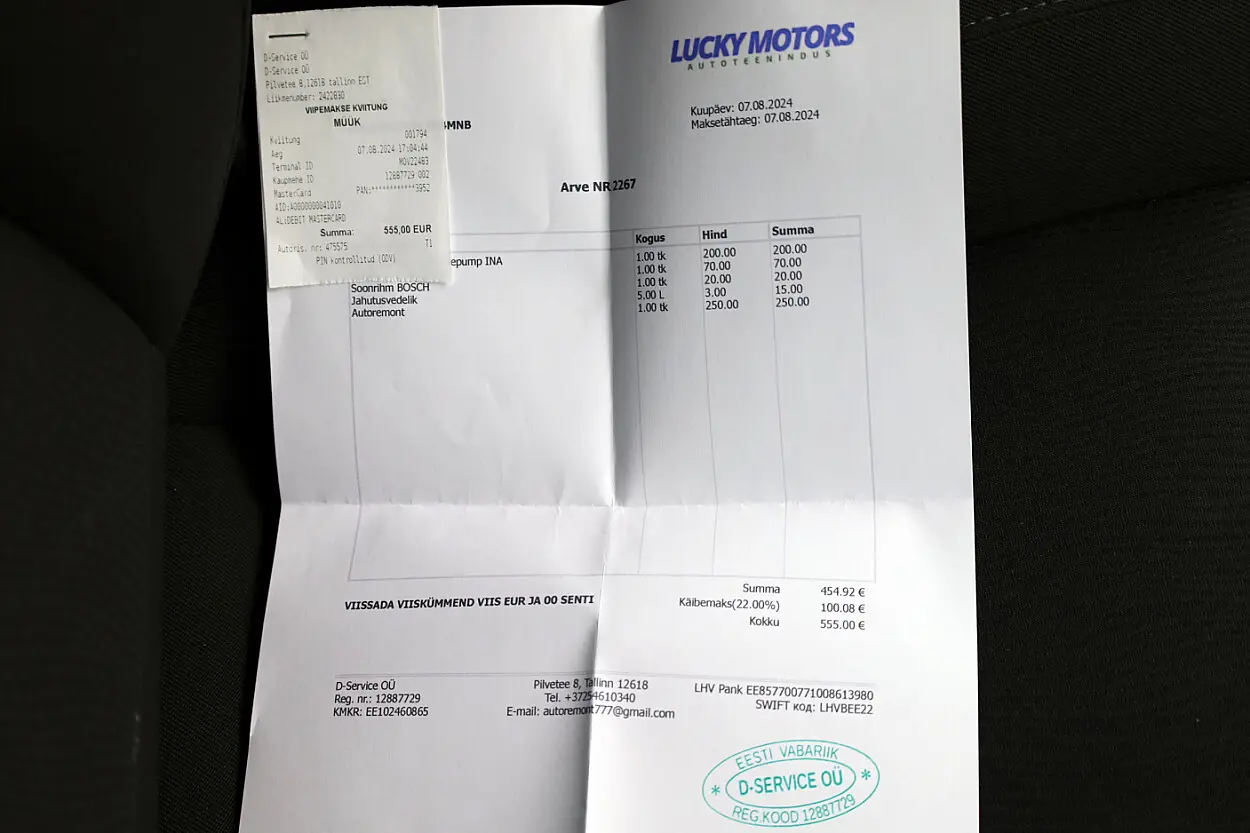 D-Service OÜ
D-Service OÜ
Pilvetee 8,12618 tallinn EST
Liikmenumber: 2422830
VIIPEMAKSE KVIITUNG
MÜÜK
Kviitung 001794
Aeg 07.08.2024 17:04:44
Terminal ID MOV22483
Kaupmehe ID 12887729 002
MasterCard PAN:************3952
AID:A0000000041010
AL:DEBIT MASTERCARD
Summa: 555,00 EUR
Autoris. nr: 475575 T1
PIN kontrollitud (ODV)
LUCKY MOTORS
AUTOTEENINDUS
Kuupäev: 07.08.2024
Maksetähtaeg: 07.08.2024
MNB
Arve NR 2267
Kogus Hind Summa
1.00 tk 200.00 200.00
epump INA 1.00 tk 70.00 70.00
Soonrihm BOSCH 1.00 tk 20.00 20.00
Jahutusvedelik 5.00 L 3.00 15.00
Autoremont 1.00 tk 250.00 250.00
VIISSADA VIISKÜMMEND VIIS EUR JA 00 SENTI
Summa 454.92 €
Käibemaks(22.00%) 100.08 €
Kokku 555.00 €
D-Service OÜ
Reg. nr.: 12887729
KMKR: EE102460865
Pilvetee 8, Tallinn 12618
Tel. +37254610340
E-mail: autoremont777@gmail.com
LHV Pank EE857700771008613980
SWIFT код: LHVBEE22
EESTI VABARIIK
* D-SERVICE OÜ *
REG.KOOD 12887729